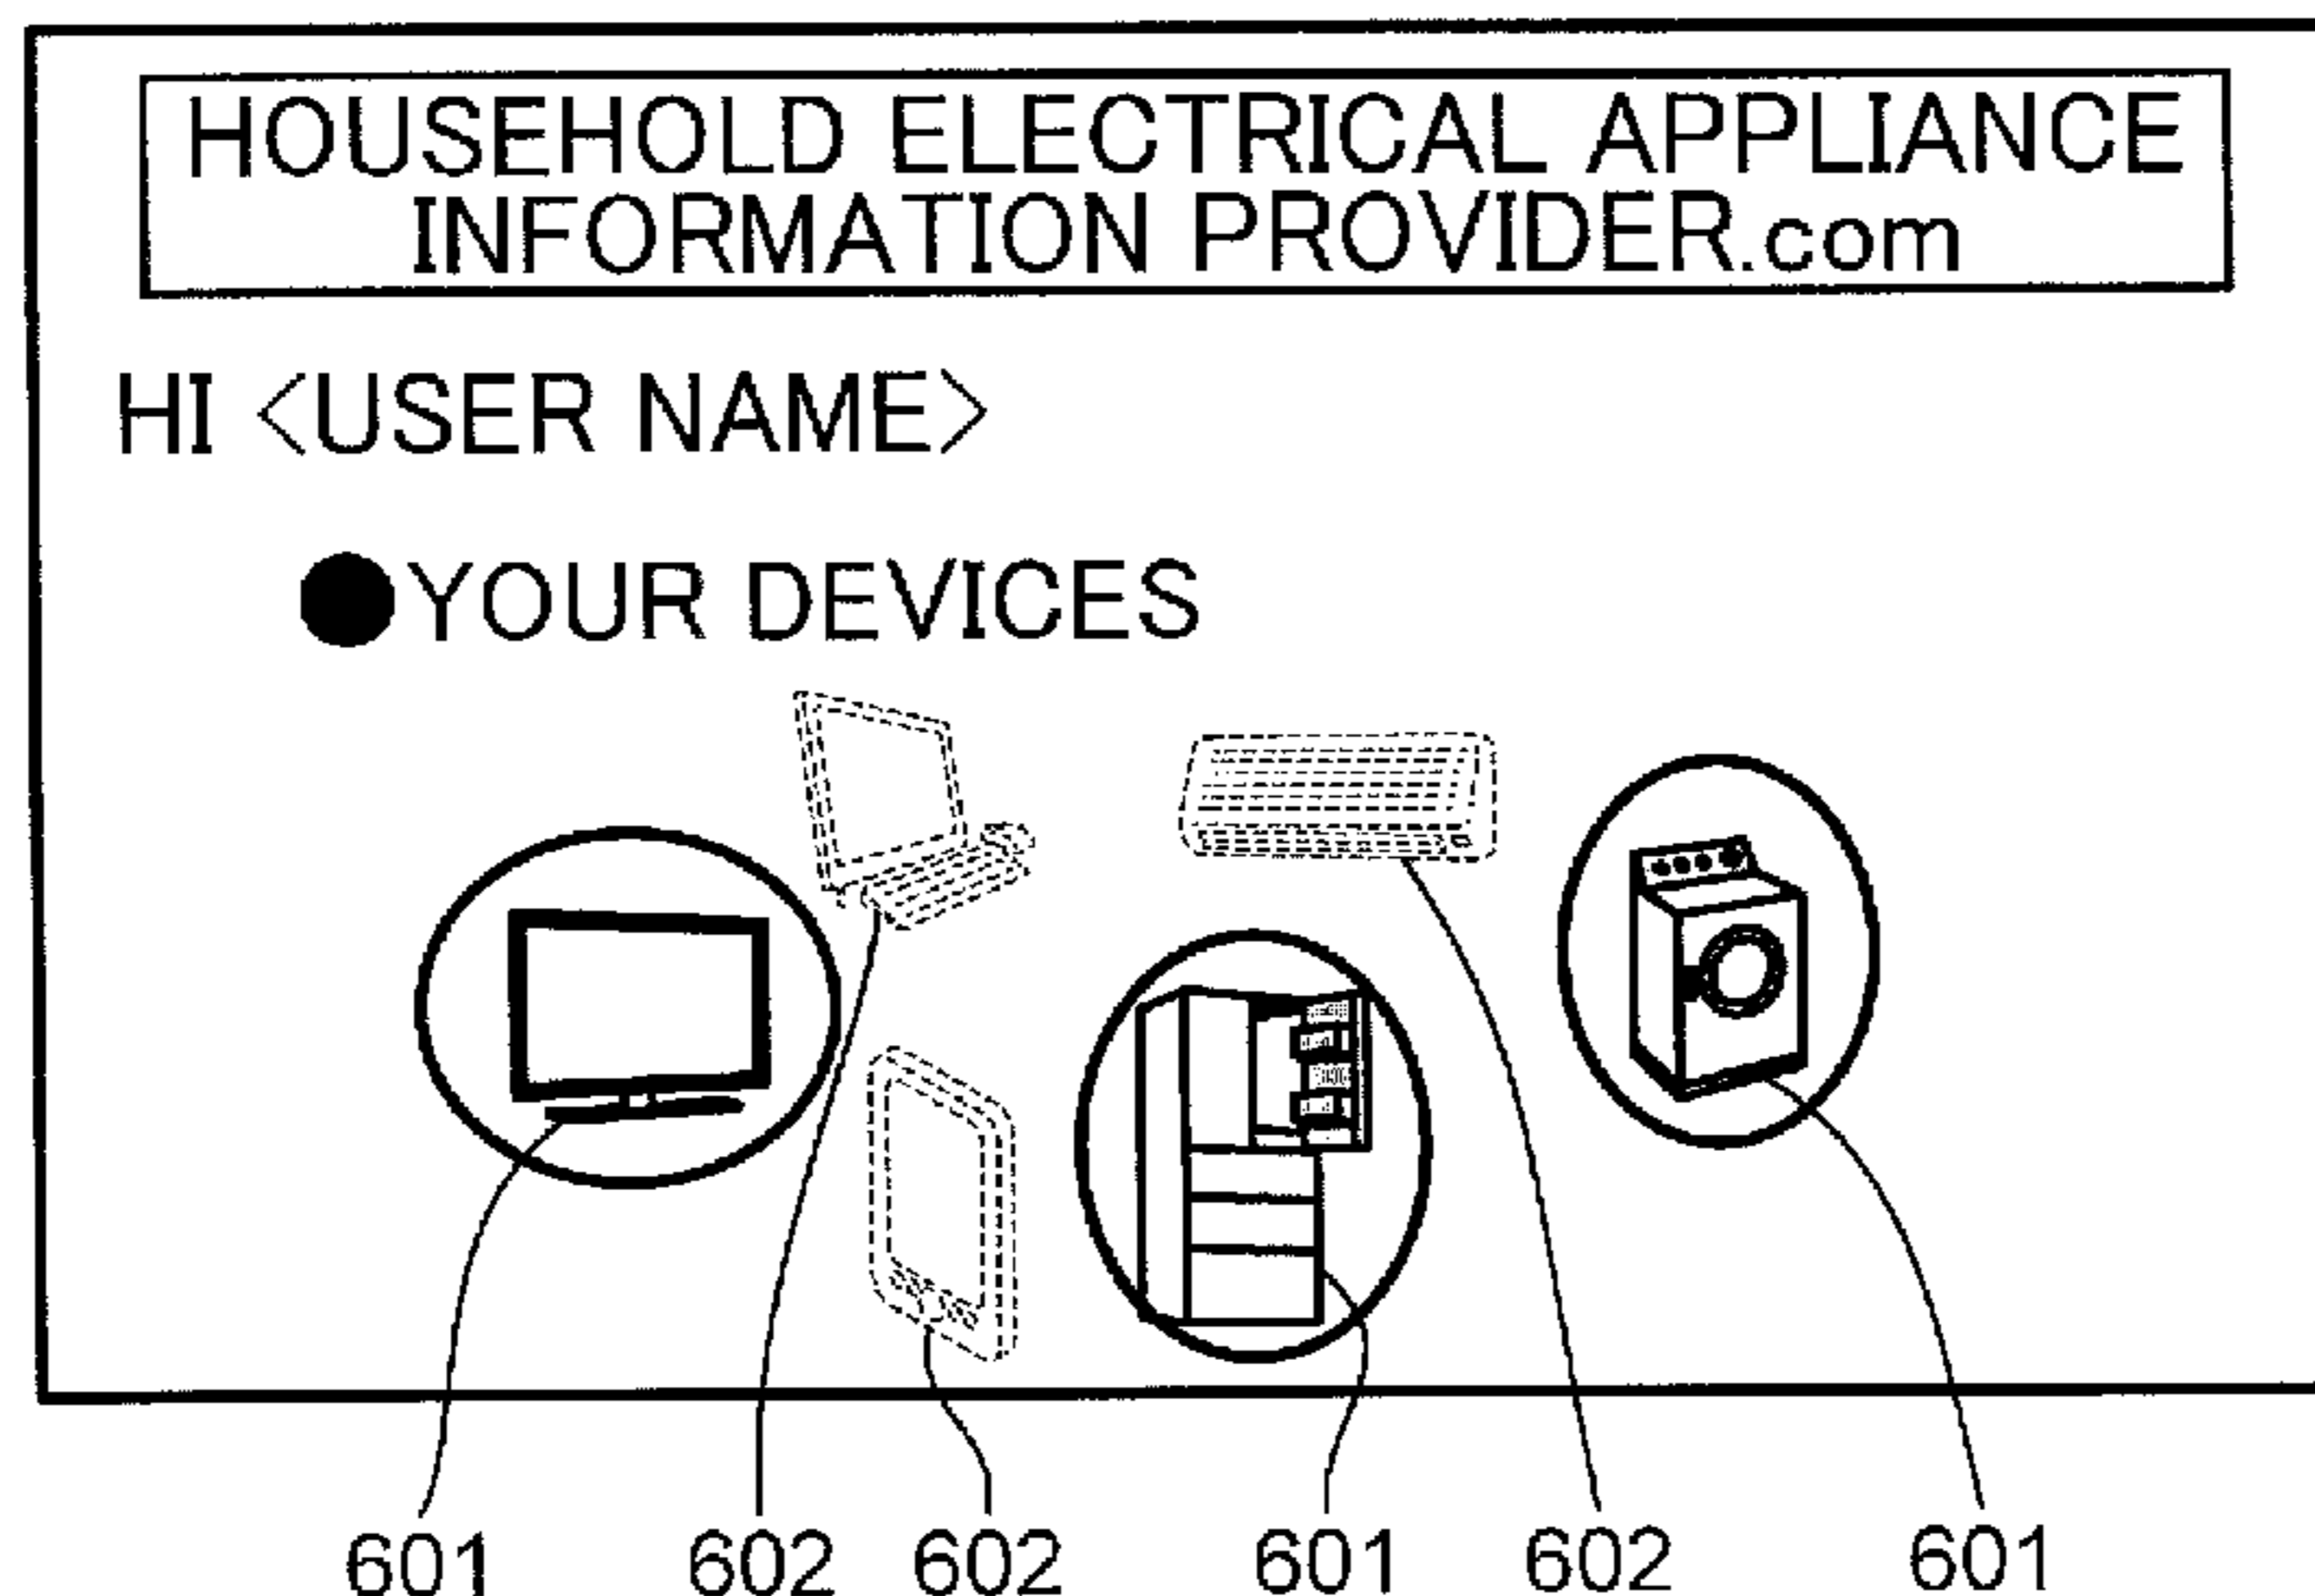 HOUSEHOLD ELECTRICAL APPLIANCE
INFORMATION PROVIDER.com
HI <USER NAME>
●YOUR DEVICES
601 602 602 601 602 601